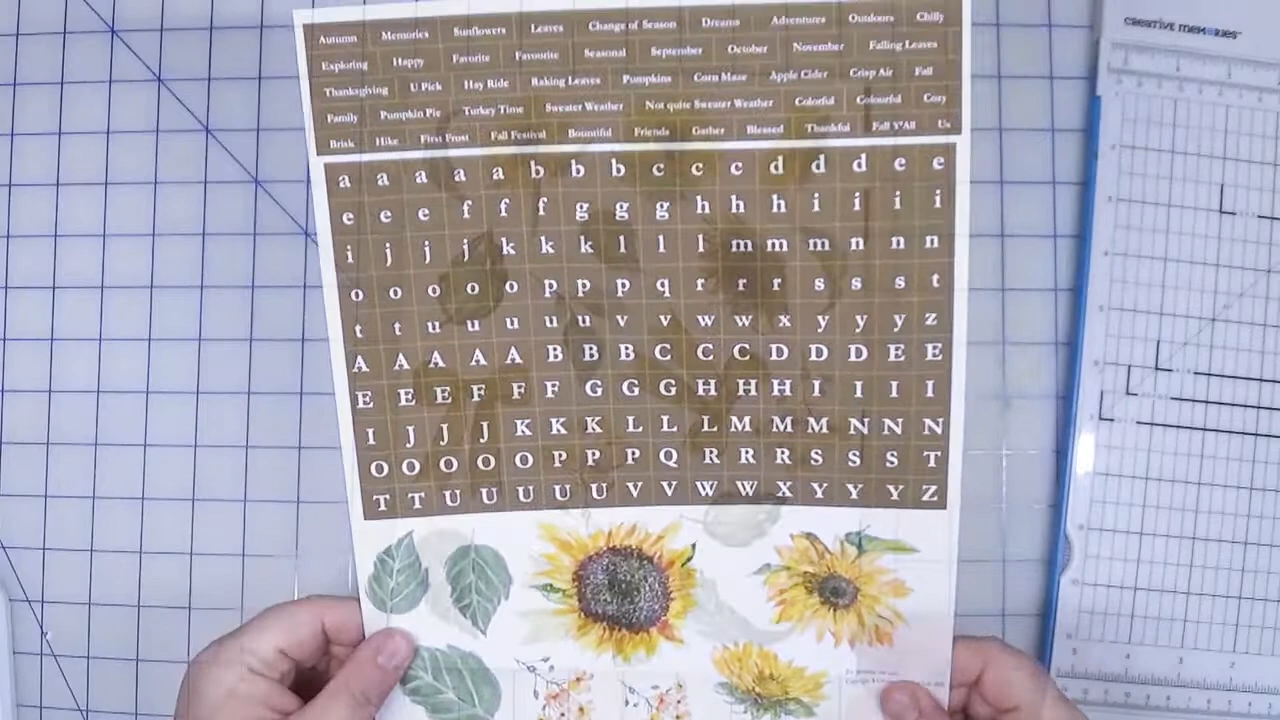 Autumn Memories Sunflowers Leaves Change of Season Dreams Adventures Outdoors Chilly
Exploring Happy Favorite Favourite Seasonal September October November Falling Leaves
Thanksgiving U Pick Hay Ride Raking Leaves Pumpkins Corn Maze Apple Cider Crisp Air Fall
Family Pumpkin Pie Turkey Time Sweater Weather Not quite Sweater Weather Colorful Colourful Cozy
Brisk Hike First Frost Fall Festival Bountiful Friends Gather Blessed Thankful Fall Y'All Us
a a a a a b b b c c c d d d e e
e e e f f f g g g h h h i i i i
i j j j k k k l l l m m m n n n
o o o o o p p p q r r r s s s t
t t u u u u u v v w w x y y y z
A A A A A B B B C C C D D D E E
E E E F F F G G G H H H I I I I
I J J J K K K L L L M M M N N N
O O O O O P P P Q R R R S S S T
T T U U U U U V V W W X Y Y Y Z
CREATIVE MEMORIES